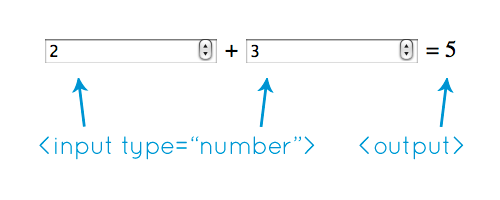 2 + 3 = 5
<input type=“number”> <output>